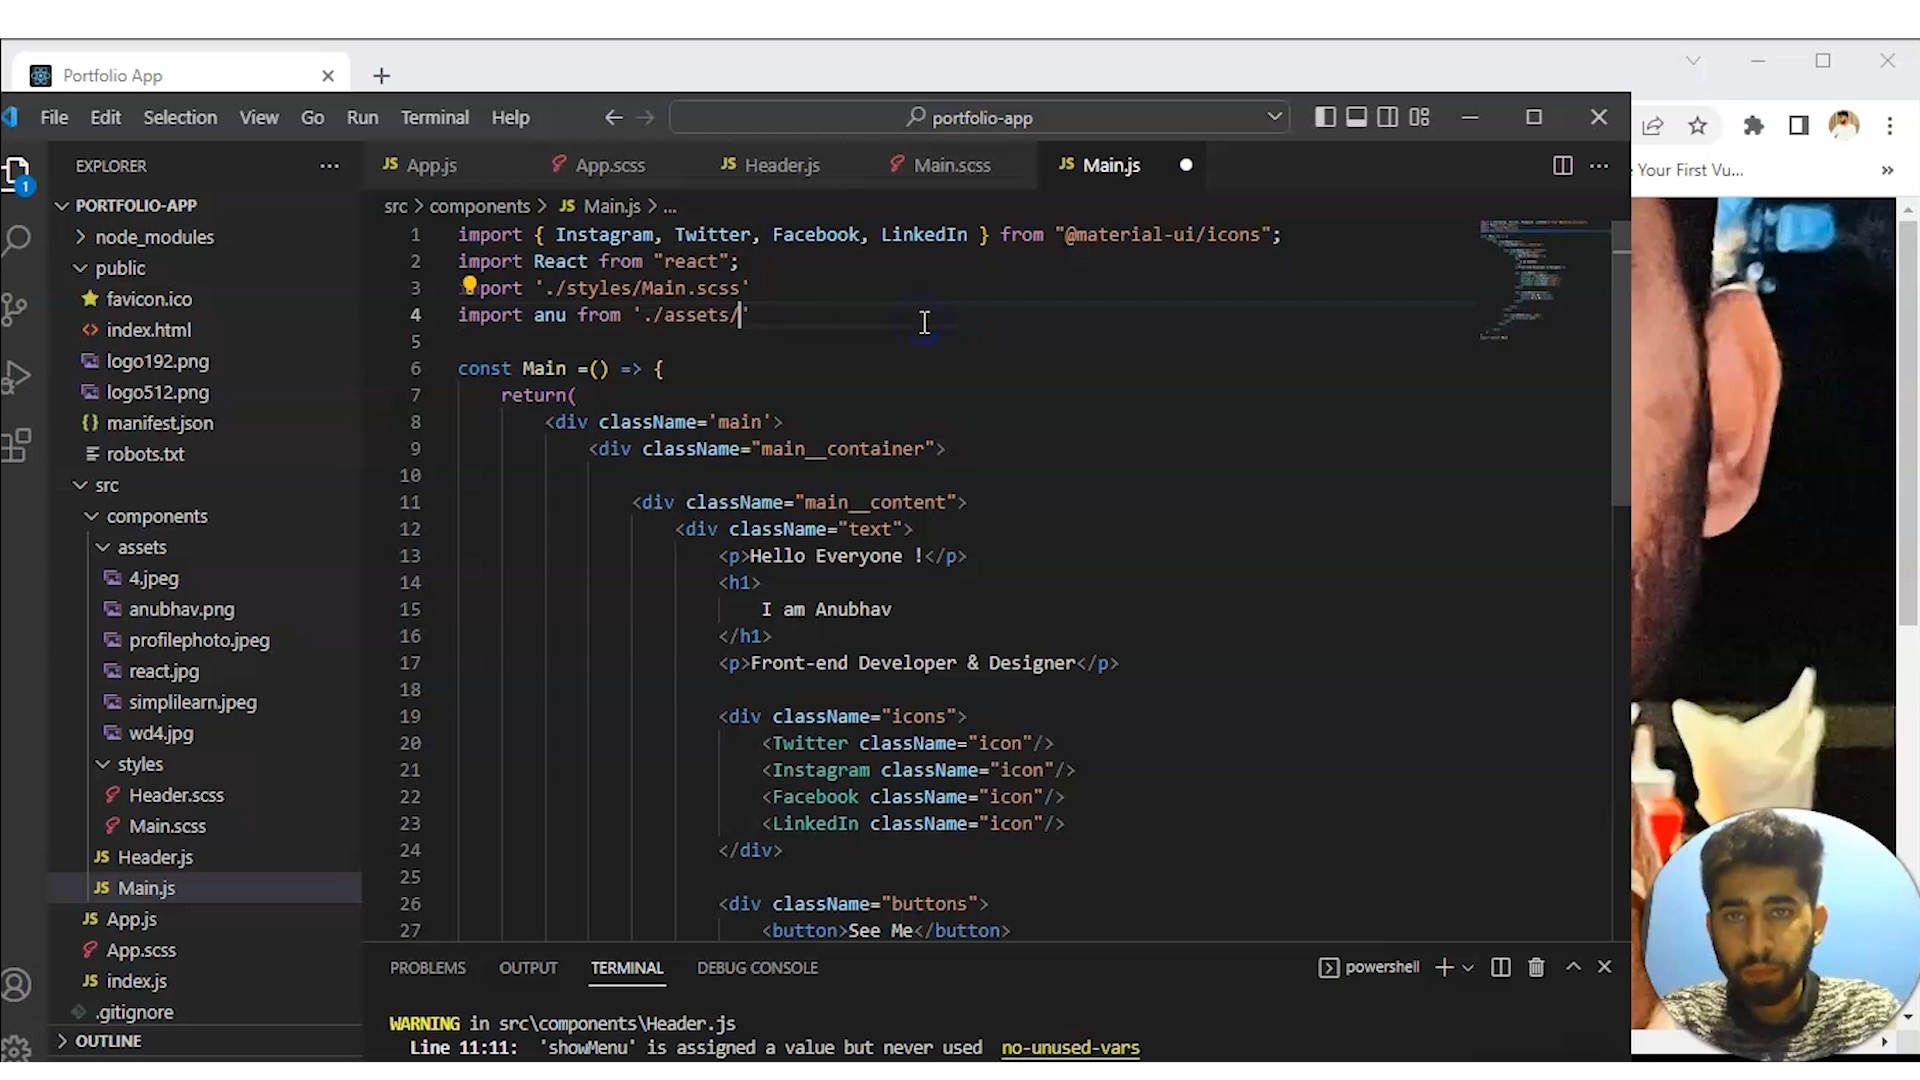 Portfolio App
File Edit Selection View Go Run Terminal Help
portfolio-app
Your First Vu...
EXPLORER
1
PORTFOLIO-APP
node_modules
public
favicon.ico
index.html
logo192.png
logo512.png
manifest.json
robots.txt
src
components
assets
4.jpeg
anubhav.png
profilephoto.jpeg
react.jpg
simplilearn.jpeg
wd4.jpg
styles
Header.scss
Main.scss
JS Header.js
JS Main.js
JS App.js
App.scss
JS index.js
.gitignore
OUTLINE
JS App.js App.scss JS Header.js Main.scss JS Main.js
src > components > JS Main.js > ...
1 import { Instagram, Twitter, Facebook, LinkedIn } from "@material-ui/icons";
2 import React from "react";
3 port './styles/Main.scss'
4 import anu from './assets/'
5
6 const Main =() => {
7 return(
8 <div className='main'>
9 <div className="main__container">
10
11 <div className="main__content">
12 <div className="text">
13 <p>Hello Everyone !</p>
14 <h1>
15 I am Anubhav
16 </h1>
17 <p>Front-end Developer & Designer</p>
18
19 <div className="icons">
20 <Twitter className="icon"/>
21 <Instagram className="icon"/>
22 <Facebook className="icon"/>
23 <LinkedIn className="icon"/>
24 </div>
25
26 <div className="buttons">
27 <button>See Me</button>
PROBLEMS OUTPUT TERMINAL DEBUG CONSOLE
powershell
WARNING in src\components\Header.js
Line 11:11: 'showMenu' is assigned a value but never used no-unused-vars